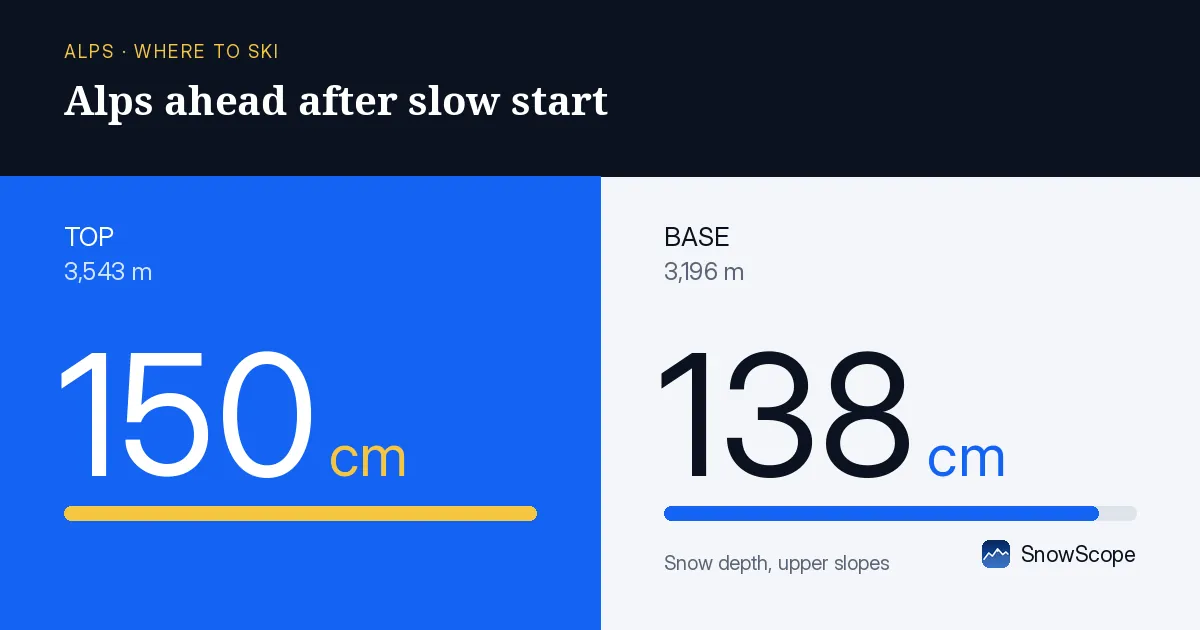 ALPS · WHERE TO SKI
Alps ahead after slow start
TOP
3,543 m
150 cm
BASE
3,196 m
138 cm
Snow depth, upper slopes
SnowScope